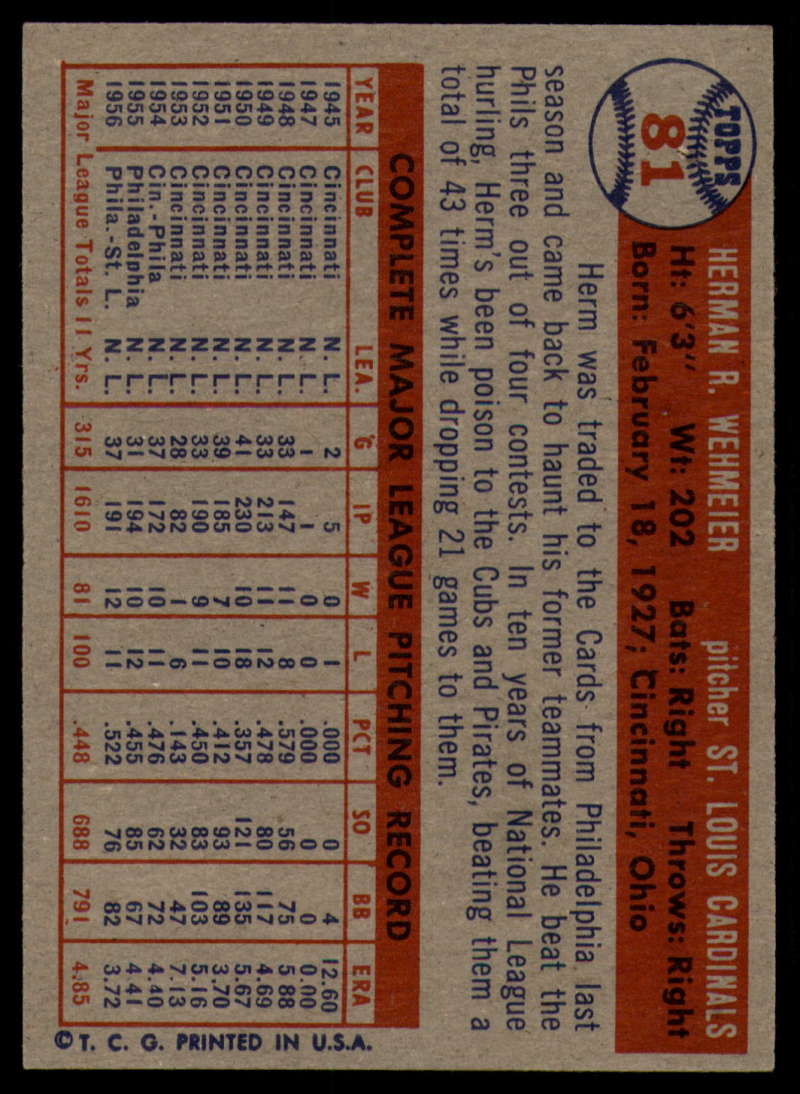 TOPPS
81
HERMAN R. WEHMEIER pitcher ST. LOUIS CARDINALS
Ht: 6'3" Wt: 202 Bats: Right Throws: Right
Born: February 18, 1927; Cincinnati, Ohio
Herm was traded to the Cards from Philadelphia last
season and came back to haunt his former teammates. He beat the
Phils three out of four contests. In ten years of National League
hurling, Herm's been poison to the Cubs and Pirates, beating them a
total of 43 times while dropping 21 games to them.
COMPLETE MAJOR LEAGUE PITCHING RECORD
YEAR CLUB LEA. G IP W L PCT SO BB ERA
1945 Cincinnati N. L. 2 5 0 1 .000 0 4 12.60
1947 Cincinnati N. L. 1 1 0 0 .000 0 0 0.00
1948 Cincinnati N. L. 33 147 11 8 .579 56 75 5.88
1949 Cincinnati N. L. 33 213 11 12 .478 80 117 4.69
1950 Cincinnati N. L. 41 230 10 18 .357 121 135 5.67
1951 Cincinnati N. L. 39 185 7 10 .412 93 89 3.70
1952 Cincinnati N. L. 33 190 9 11 .450 83 103 5.16
1953 Cincinnati N. L. 28 82 1 6 .143 32 47 7.13
1954 Cin.-Phila N. L. 37 172 10 11 .476 62 72 4.40
1955 Philadelphia N. L. 31 194 10 12 .455 85 67 4.41
1956 Phila.-St. L. N. L. 37 191 12 11 .522 76 82 3.72
Major League Totals 11 Yrs. 315 1610 81 100 .448 688 791 4.85
© T. C. G. PRINTED IN U.S.A.